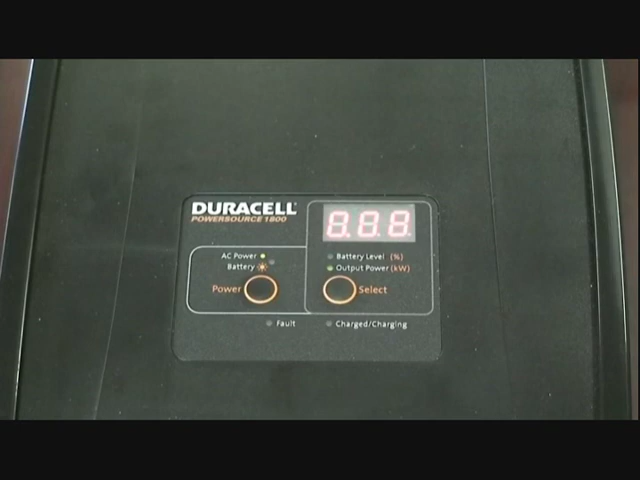 DURACELL
POWERSOURCE 1800
8.8.8
AC Power
Battery
Power
Battery Level (%)
Output Power (kW)
Select
Fault
Charged/Charging